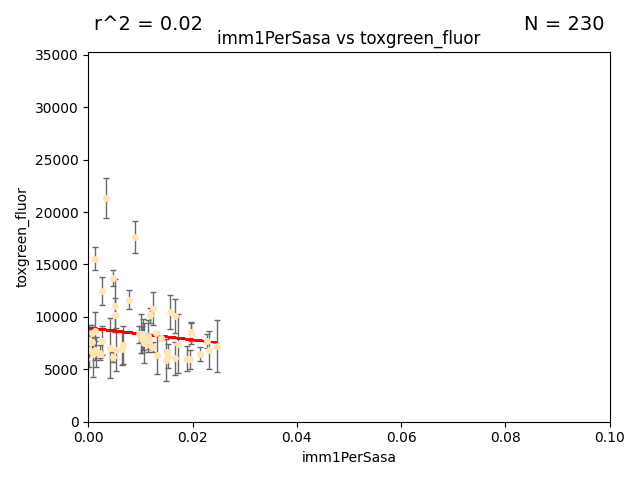 r^2 = 0.02
N = 230
imm1PerSasa vs toxgreen_fluor
35000
30000
25000
20000
15000
10000
5000
0
toxgreen_fluor
0.00
0.02
0.04
0.06
0.08
0.10
imm1PerSasa